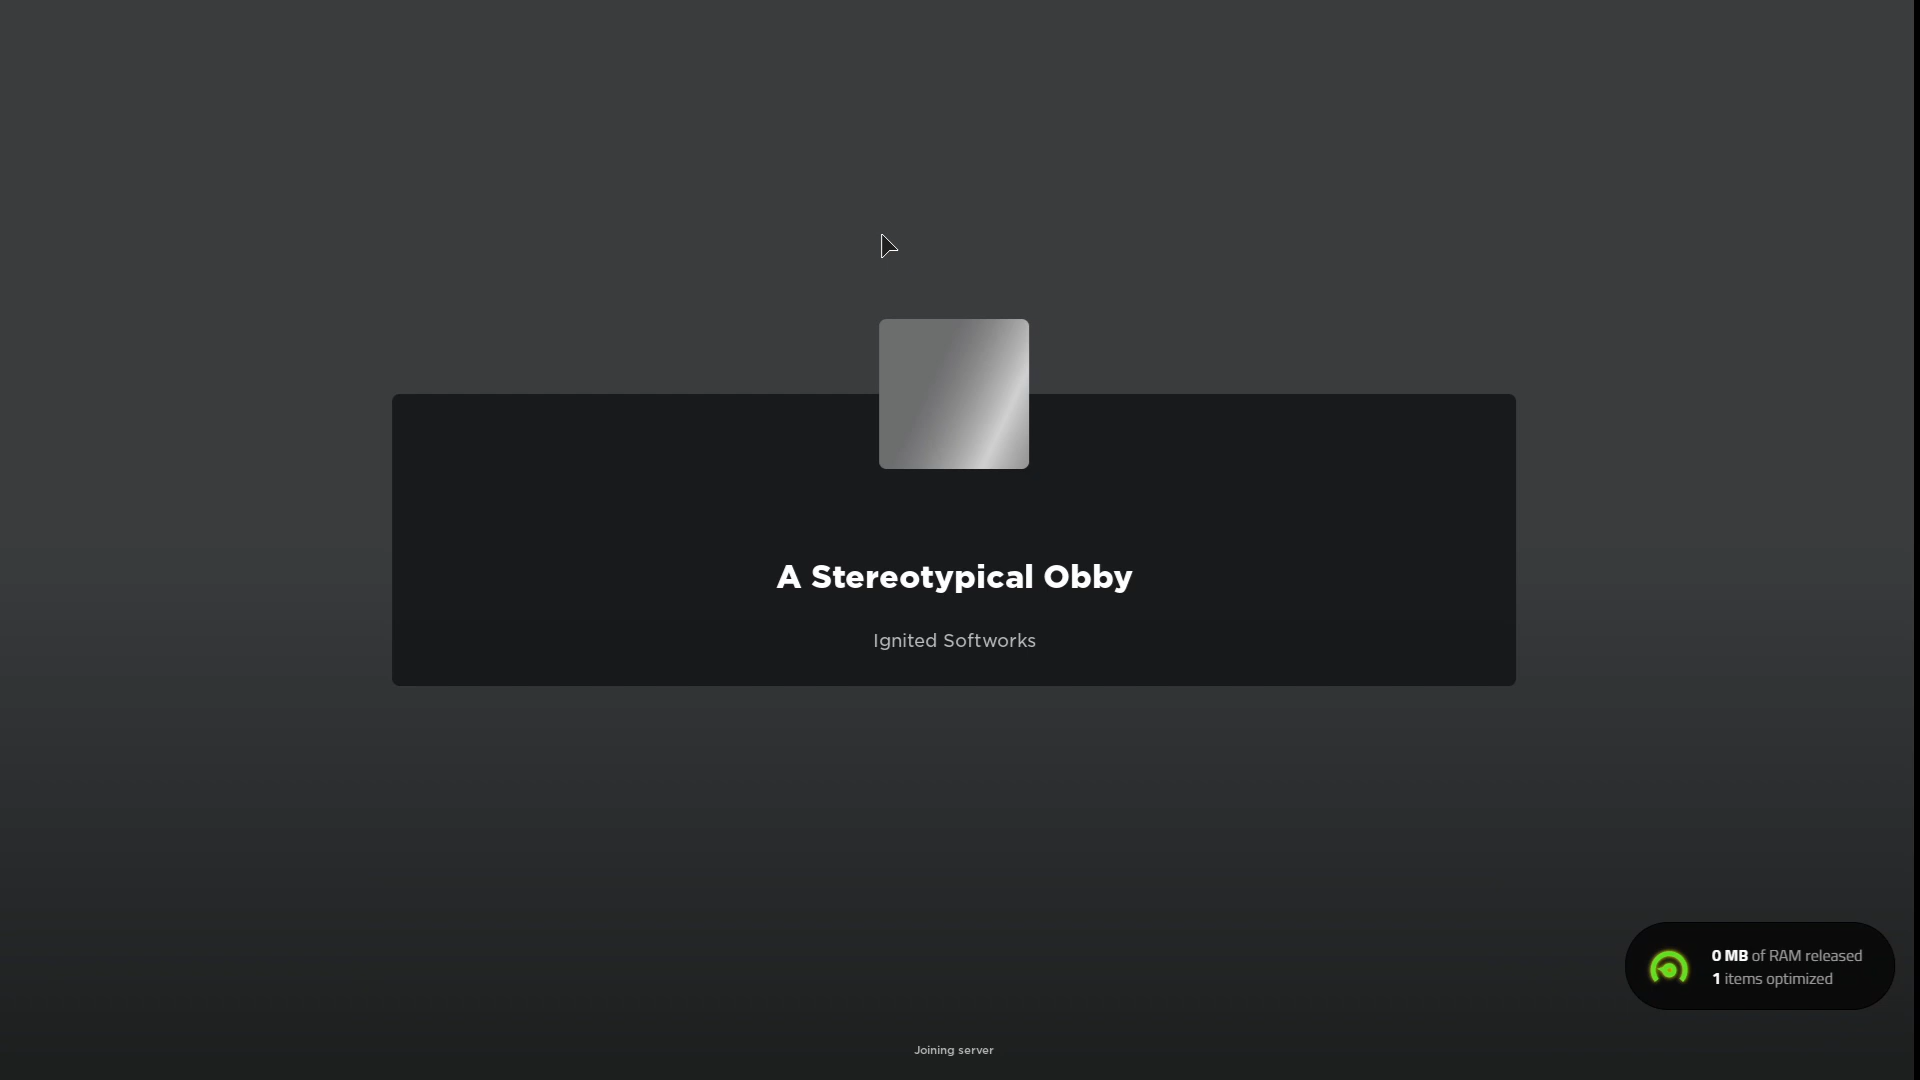 A Stereotypical Obby
Ignited Softworks
0 MB of RAM released
1 items optimized
Joining server